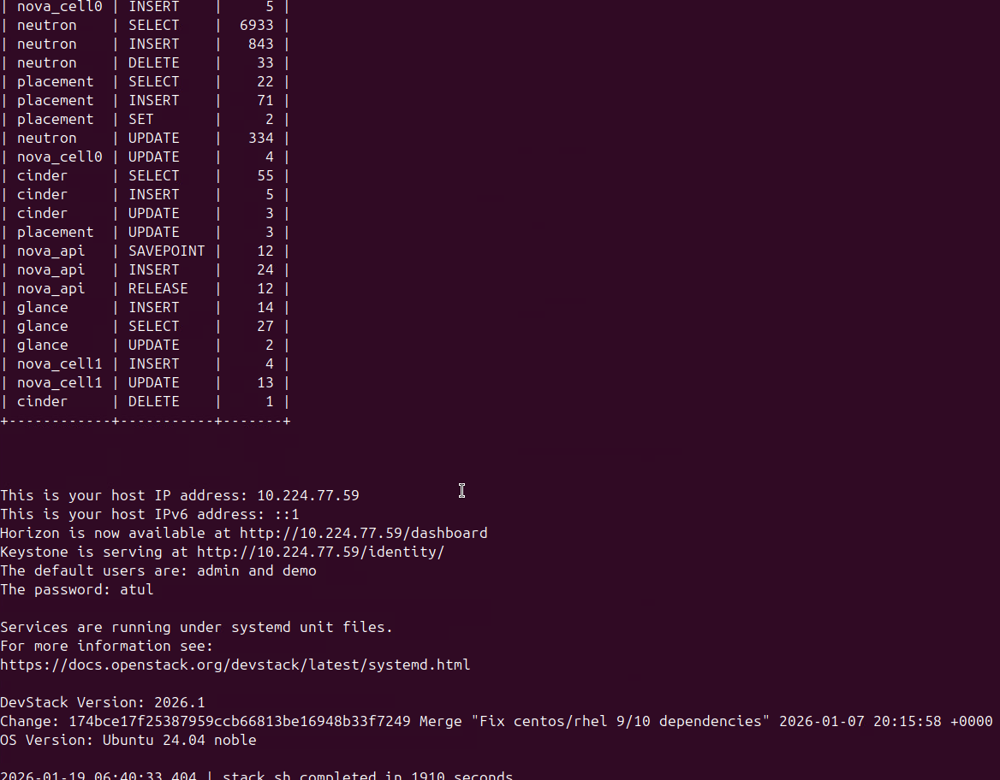 | nova_cell0 | INSERT    |     5 |
| neutron    | SELECT    |  6933 |
| neutron    | INSERT    |   843 |
| neutron    | DELETE    |    33 |
| placement  | SELECT    |    22 |
| placement  | INSERT    |    71 |
| placement  | SET       |     2 |
| neutron    | UPDATE    |   334 |
| nova_cell0 | UPDATE    |     4 |
| cinder     | SELECT    |    55 |
| cinder     | INSERT    |     5 |
| cinder     | UPDATE    |     3 |
| placement  | UPDATE    |     3 |
| nova_api   | SAVEPOINT |    12 |
| nova_api   | INSERT    |    24 |
| nova_api   | RELEASE   |    12 |
| glance     | INSERT    |    14 |
| glance     | SELECT    |    27 |
| glance     | UPDATE    |     2 |
| nova_cell1 | INSERT    |     4 |
| nova_cell1 | UPDATE    |    13 |
| cinder     | DELETE    |     1 |
+------------+-----------+-------+
This is your host IP address: 10.224.77.59
This is your host IPv6 address: ::1
Horizon is now available at http://10.224.77.59/dashboard
Keystone is serving at http://10.224.77.59/identity/
The default users are: admin and demo
The password: atul
Services are running under systemd unit files.
For more information see:
https://docs.openstack.org/devstack/latest/systemd.html
DevStack Version: 2026.1
Change: 174bce17f25387959ccb66813be16948b33f7249 Merge "Fix centos/rhel 9/10 dependencies" 2026-01-07 20:15:58 +0000
OS Version: Ubuntu 24.04 noble
2026-01-19 06:40:33.404 | stack.sh completed in 1910 seconds.